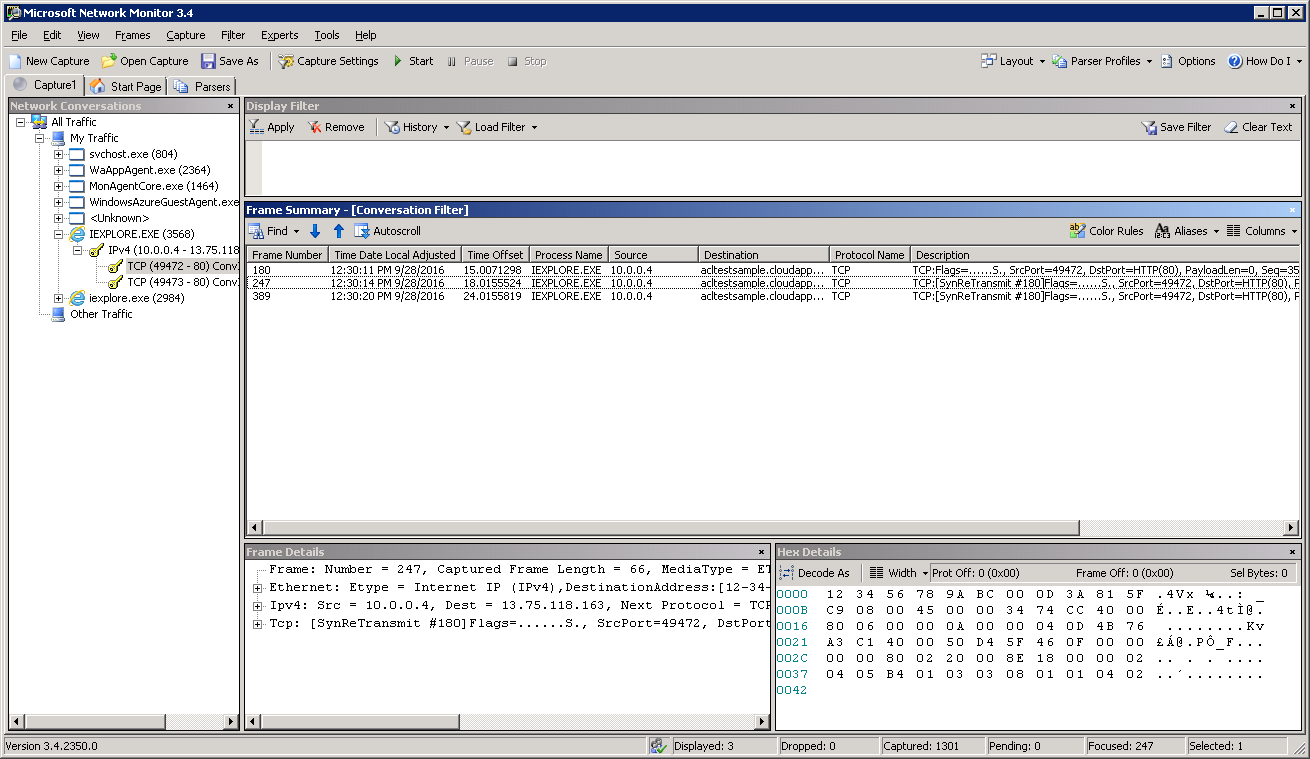 Microsoft Network Monitor 3.4
File Edit View Frames Capture Filter Experts Tools Help
New Capture Open Capture Save As Capture Settings Start Pause Stop Layout Parser Profiles Options How Do I
Capture1 Start Page Parsers
Network Conversations
All Traffic
My Traffic
svchost.exe (804)
WaAppAgent.exe (2364)
MonAgentCore.exe (1464)
WindowsAzureGuestAgent.exe
<Unknown>
IEXPLORE.EXE (3568)
IPv4 (10.0.0.4 - 13.75.118
TCP (49472 - 80) Conv
TCP (49473 - 80) Conv
iexplore.exe (2984)
Other Traffic
Display Filter
Apply Remove History Load Filter Save Filter Clear Text
Frame Summary - [Conversation Filter]
Find Autoscroll Color Rules Aliases Columns
Frame Number Time Date Local Adjusted Time Offset Process Name Source Destination Protocol Name Description
180 12:30:11 PM 9/28/2016 15.0071298 IEXPLORE.EXE 10.0.0.4 acltestsample.cloudapp... TCP TCP:Flags=......S., SrcPort=49472, DstPort=HTTP(80), PayloadLen=0, Seq=35
247 12:30:14 PM 9/28/2016 18.0155524 IEXPLORE.EXE 10.0.0.4 acltestsample.cloudapp... TCP TCP:[SynReTransmit #180]Flags=......S., SrcPort=49472, DstPort=HTTP(80), P
389 12:30:20 PM 9/28/2016 24.0155819 IEXPLORE.EXE 10.0.0.4 acltestsample.cloudapp... TCP TCP:[SynReTransmit #180]Flags=......S., SrcPort=49472, DstPort=HTTP(80), P
Frame Details
Frame: Number = 247, Captured Frame Length = 66, MediaType = ET
Ethernet: Etype = Internet IP (IPv4),DestinationAddress:[12-34-
Ipv4: Src = 10.0.0.4, Dest = 13.75.118.163, Next Protocol = TCP
Tcp: [SynReTransmit #180]Flags=......S., SrcPort=49472, DstPort
Hex Details
Decode As Width Prot Off: 0 (0x00) Frame Off: 0 (0x00) Sel Bytes: 0
0000 12 34 56 78 9A BC 00 0D 3A 81 5F .4Vx ¼..: _
000B C9 08 00 45 00 00 34 74 CC 40 00 É..E..4tÌ@.
0016 80 06 00 00 0A 00 00 04 0D 4B 76 ........Kv
0021 A3 C1 40 00 50 D4 5F 46 0F 00 00 £Á@.PÔ_F...
002C 00 00 80 02 20 00 8E 18 00 00 02 .. . . ....
0037 04 05 B4 01 03 03 08 01 01 04 02 ..´........
0042
Version 3.4.2350.0 Displayed: 3 Dropped: 0 Captured: 1301 Pending: 0 Focused: 247 Selected: 1